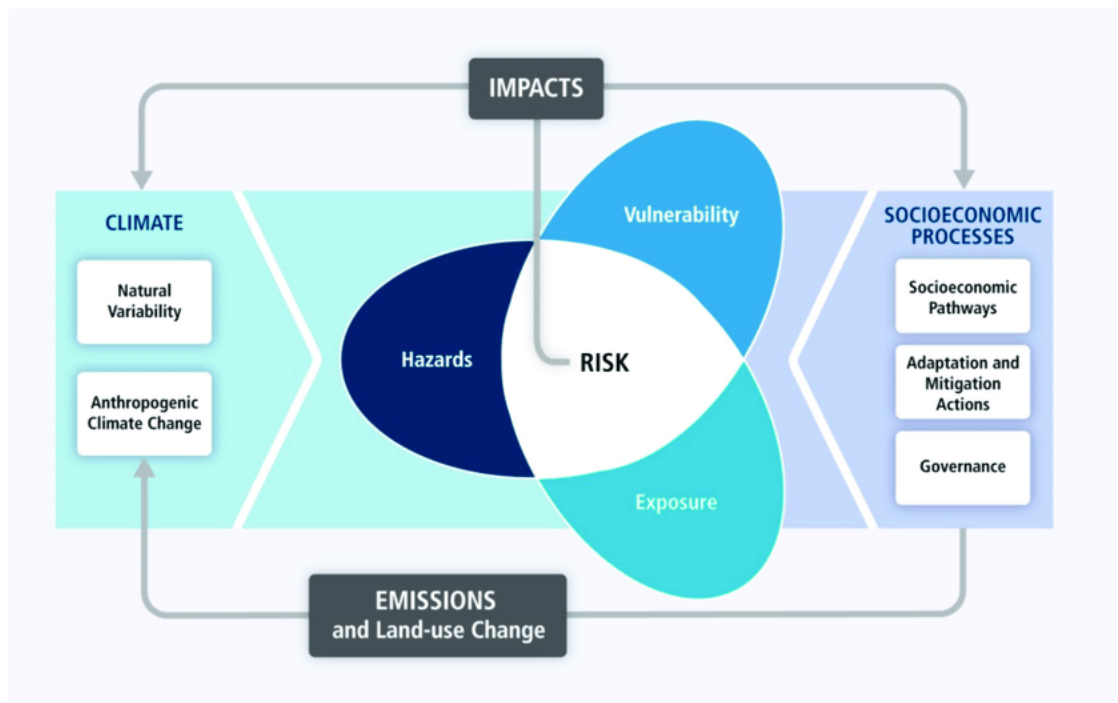 IMPACTS
CLIMATE
Natural
Variability
Anthropogenic
Climate Change
Vulnerability
Hazards
RISK
Exposure
SOCIOECONOMIC
PROCESSES
Socioeconomic
Pathways
Adaptation and
Mitigation
Actions
Governance
EMISSIONS
and Land-use Change